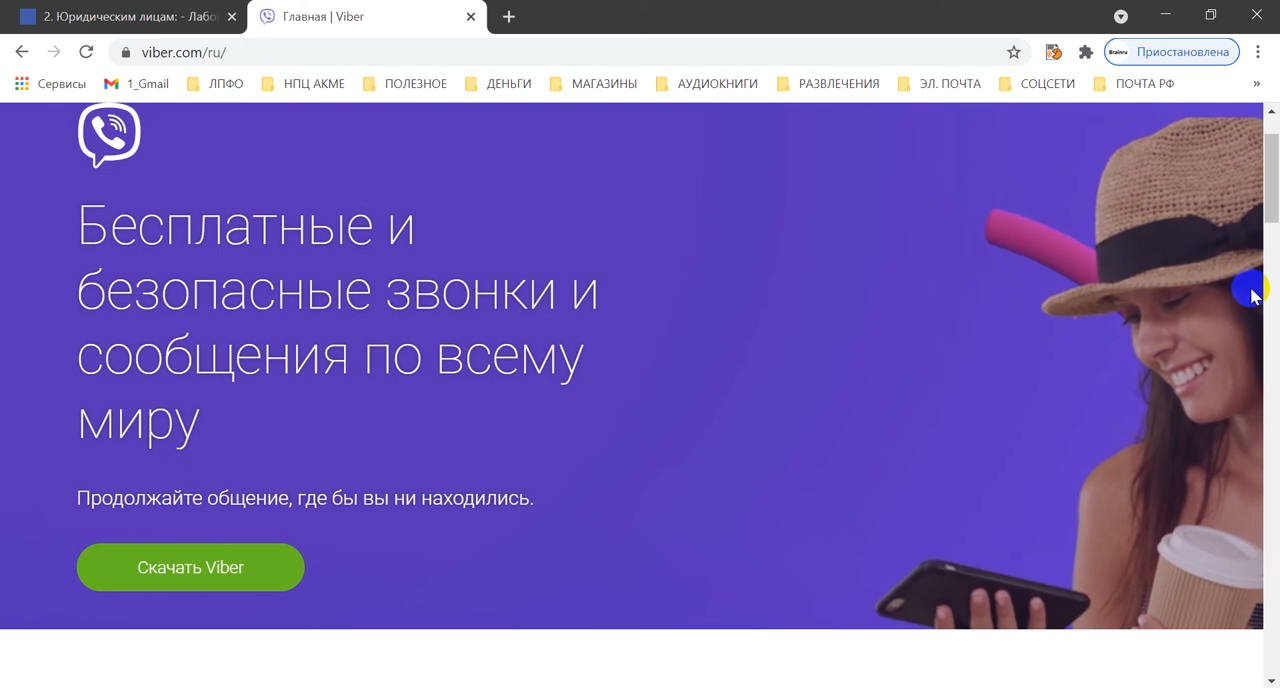 2. Юридическим лицам: - Лабо
Главная | Viber
viber.com/ru/
Brainru
Приостановлена
Сервисы
1_Gmail
ЛПФО
НПЦ АКМЕ
ПОЛЕЗНОЕ
ДЕНЬГИ
МАГАЗИНЫ
АУДИОКНИГИ
РАЗВЛЕЧЕНИЯ
ЭЛ. ПОЧТА
СОЦСЕТИ
ПОЧТА РФ
»
Бесплатные и
безопасные звонки и
сообщения по всему
миру
Продолжайте общение, где бы вы ни находились.
Скачать Viber